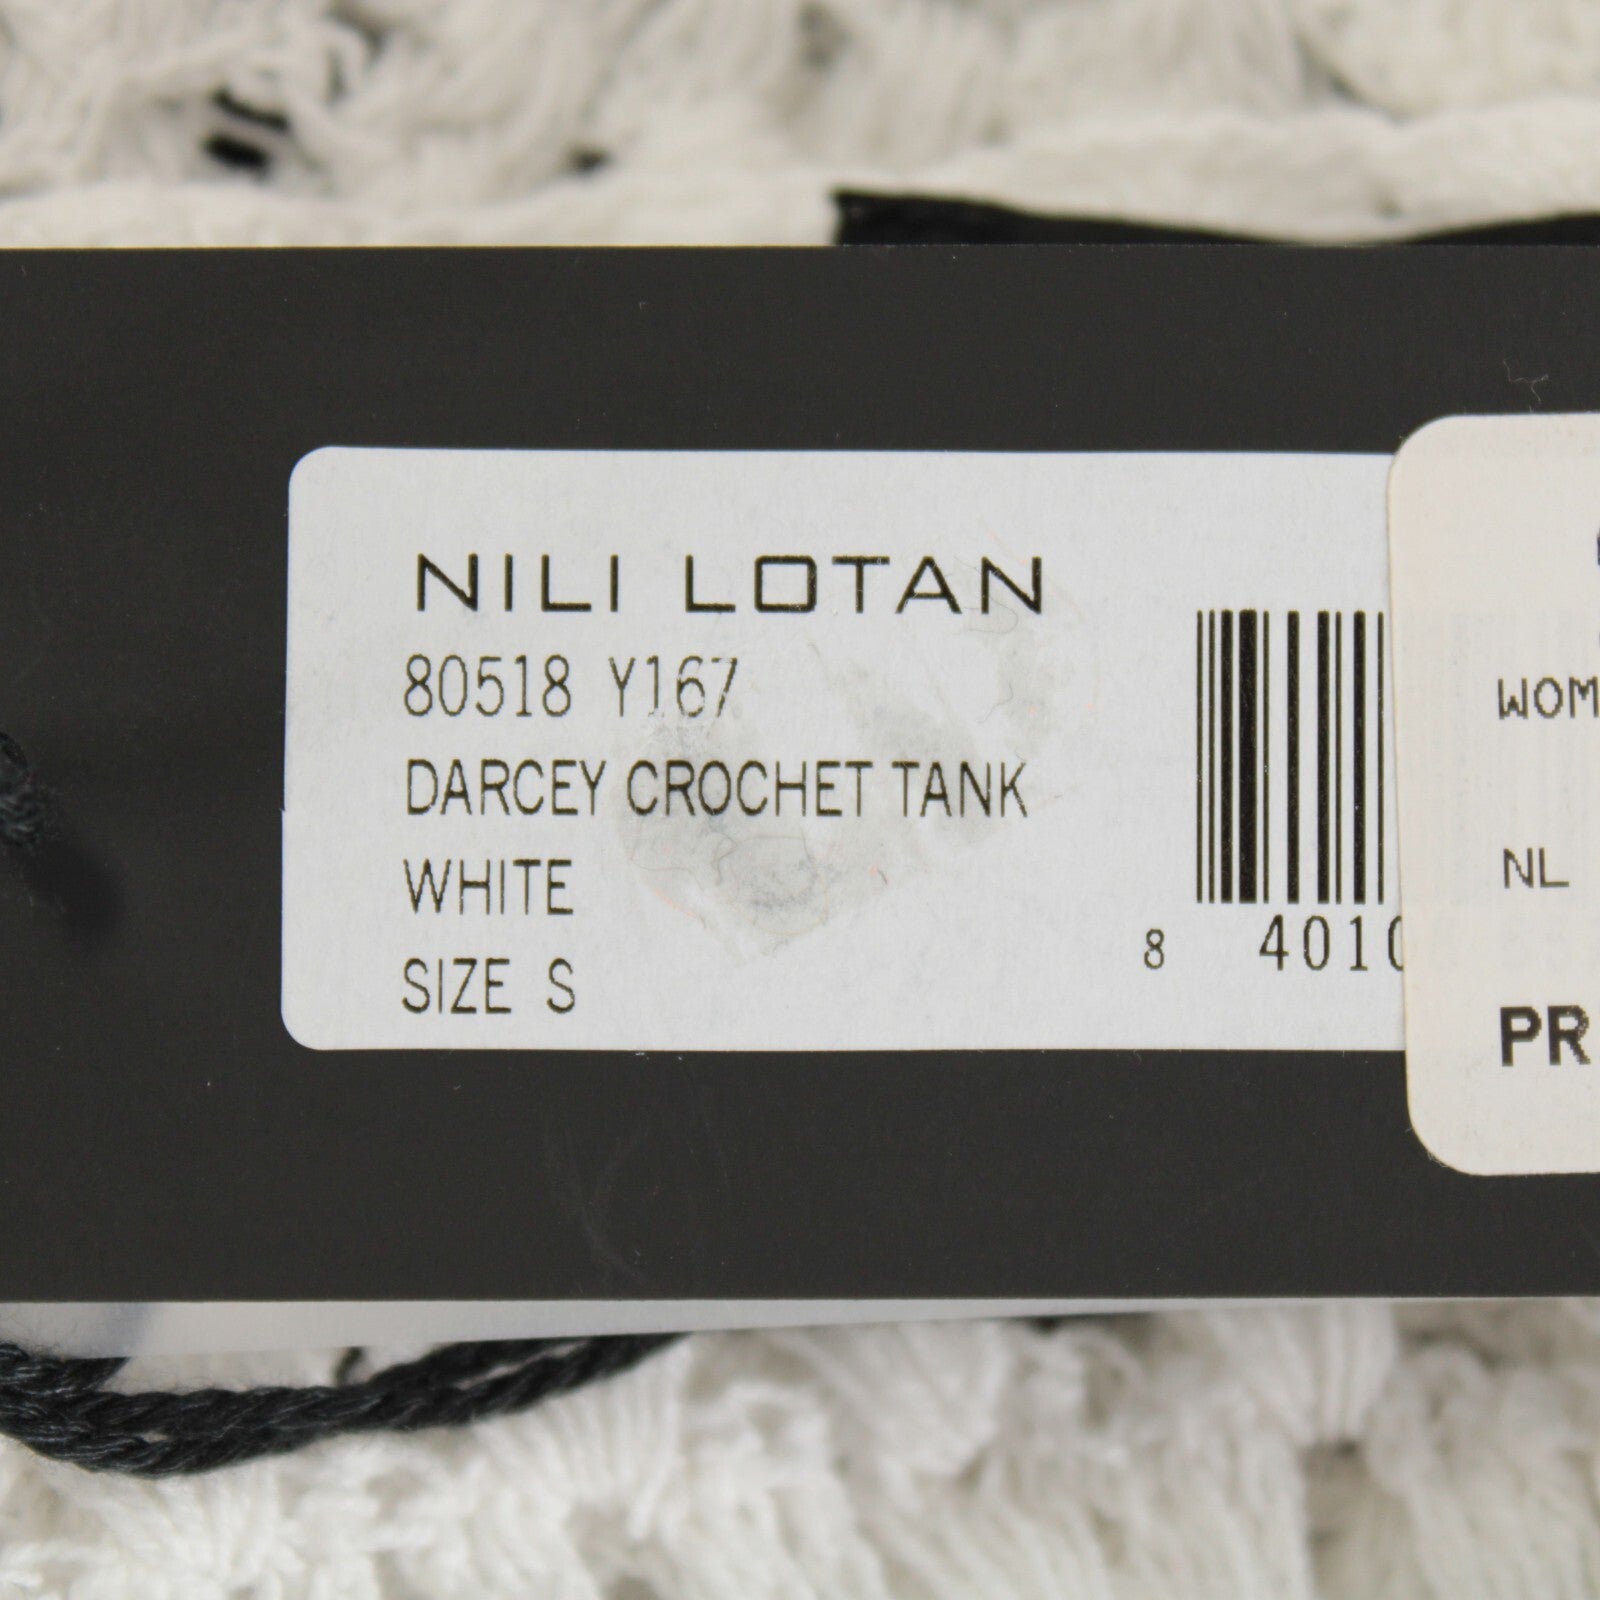 NILI LOTAN
80518 Y167
DARCEY CROCHET TANK
WHITE
SIZE S
8 4010
WOM
NL
PR